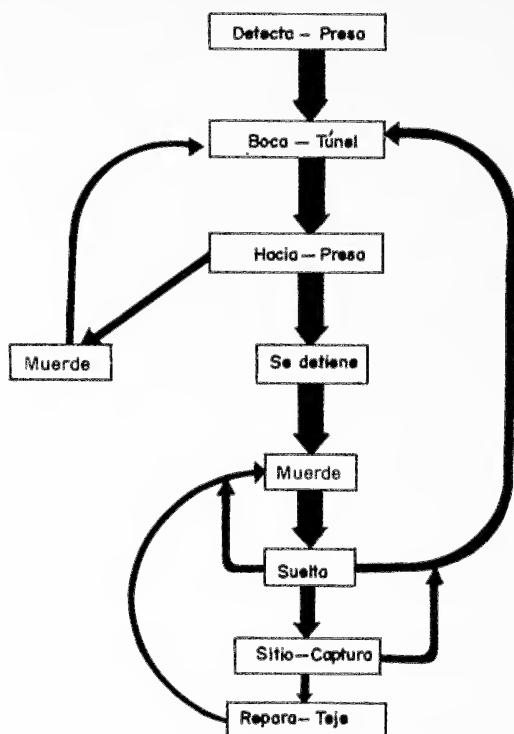 Detecta - Presa
Boca - Túnel
Hacia - Presa
Muerde
Se detiene
Muerde
Suelta
Sitio - Captura
Repara - Teje